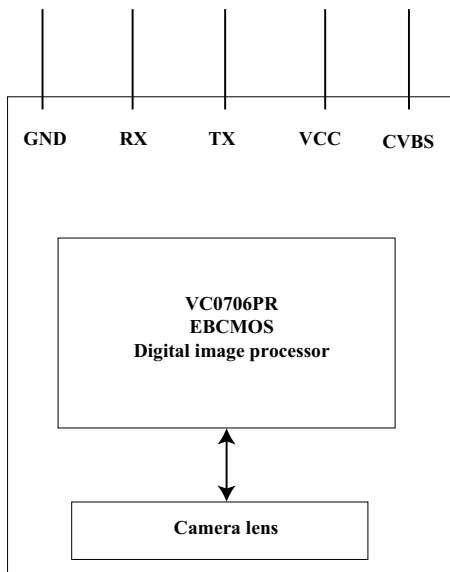 GND RX TX VCC CVBS
VC0706PR
EBCMOS
Digital image processor
Camera lens